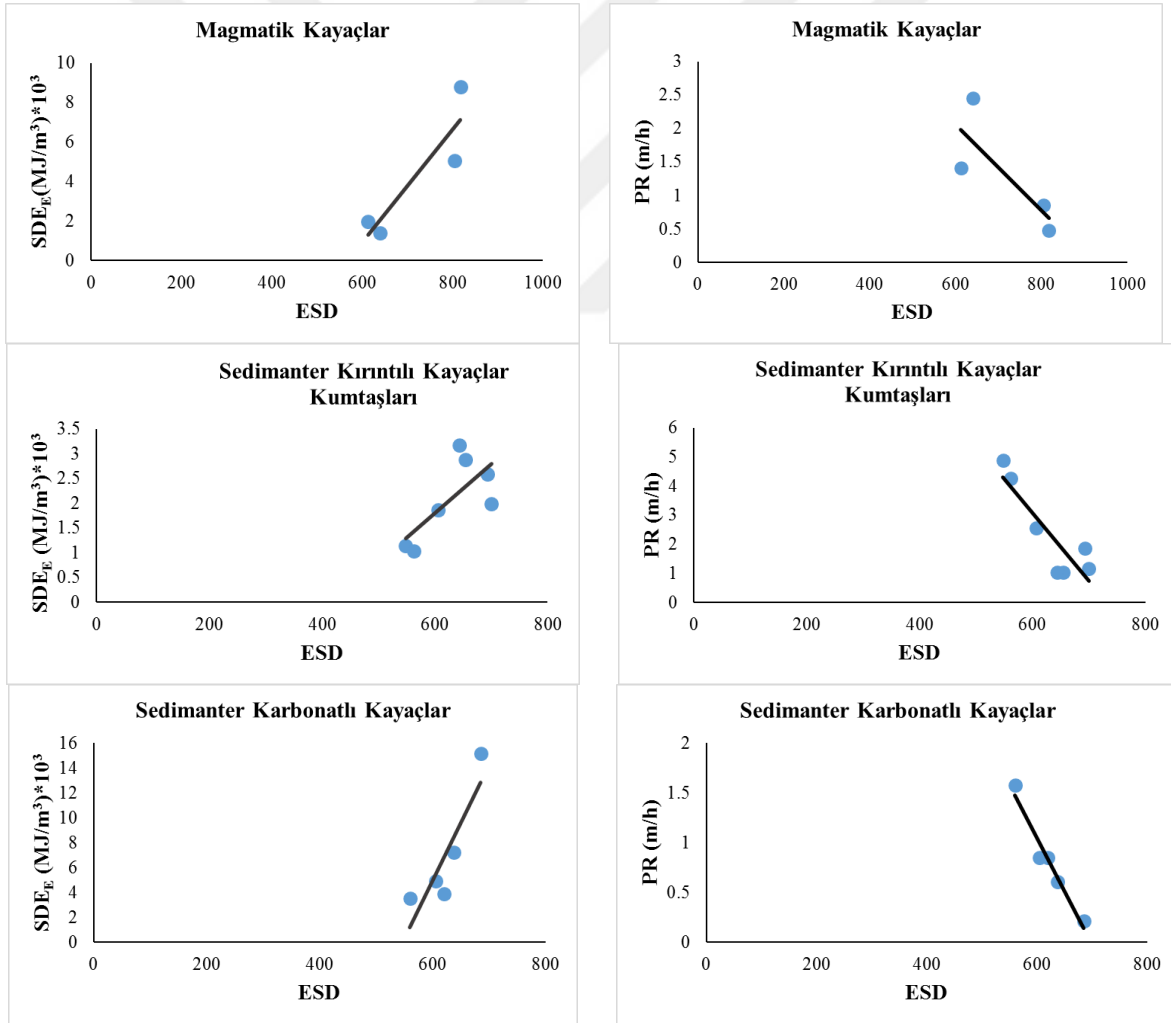 Magmatik Kayaçlar
SDE_E(MJ/m³)*10³
10
8
6
4
2
0
0 200 400 600 800 1000
ESD
Magmatik Kayaçlar
PR (m/h)
3
2.5
2
1.5
1
0.5
0
0 200 400 600 800 1000
ESD
Sedimanter Kırıntılı Kayaçlar
Kumtaşları
SDE_E (MJ/m³)*10³
3.5
3
2.5
2
1.5
1
0.5
0
0 200 400 600 800
ESD
Sedimanter Kırıntılı Kayaçlar
Kumtaşları
PR (m/h)
6
5
4
3
2
1
0
0 200 400 600 800
ESD
Sedimanter Karbonatlı Kayaçlar
SDE_E (MJ/m³)*10³
16
14
12
10
8
6
4
2
0
0 200 400 600 800
ESD
Sedimanter Karbonatlı Kayaçlar
PR (m/h)
2
1.5
1
0.5
0
0 200 400 600 800
ESD